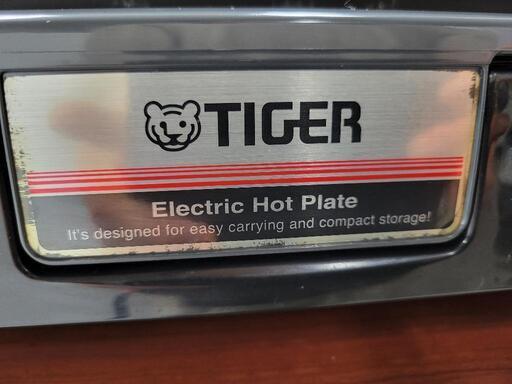 TIGER
Electric Hot Plate
It's designed for easy carrying and compact storage!